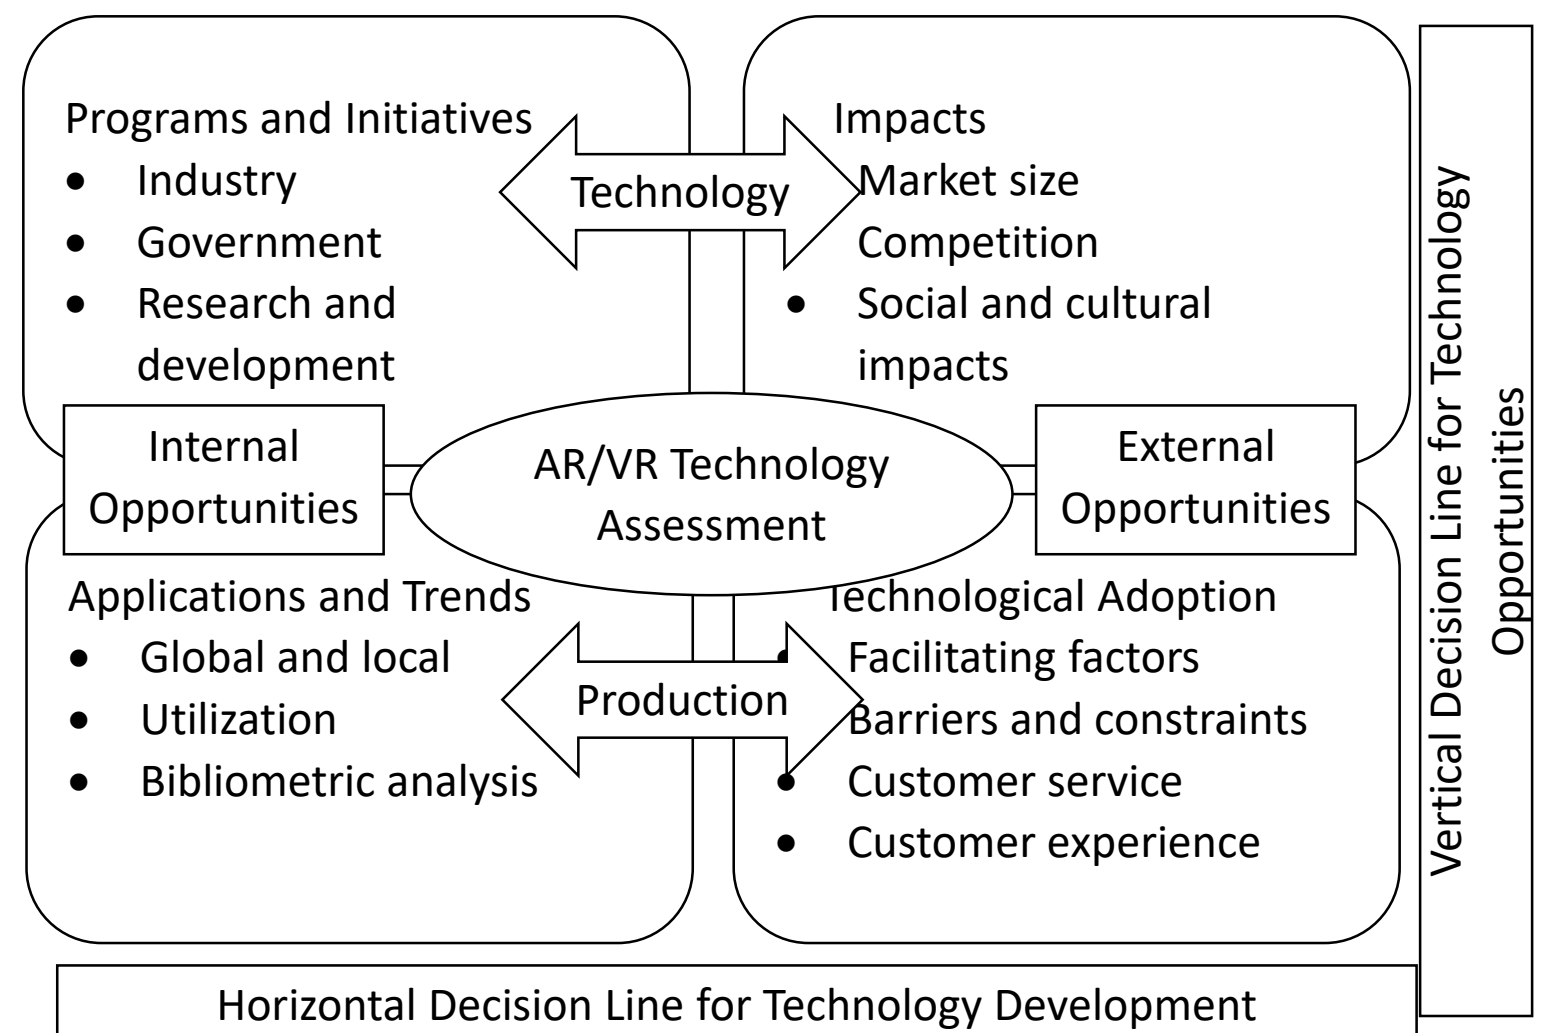 Programs and Initiatives
• Industry
• Government
• Research and
development
Technology
Impacts
Market size
Competition
• Social and cultural
impacts
Internal
Opportunities
AR/VR Technology
Assessment
External
Opportunities
Applications and Trends
• Global and local
• Utilization
• Bibliometric analysis
Production
Technological Adoption
• Facilitating factors
Barriers and constraints
• Customer service
• Customer experience
Vertical Decision Line for Technology
Opportunities
Horizontal Decision Line for Technology Development